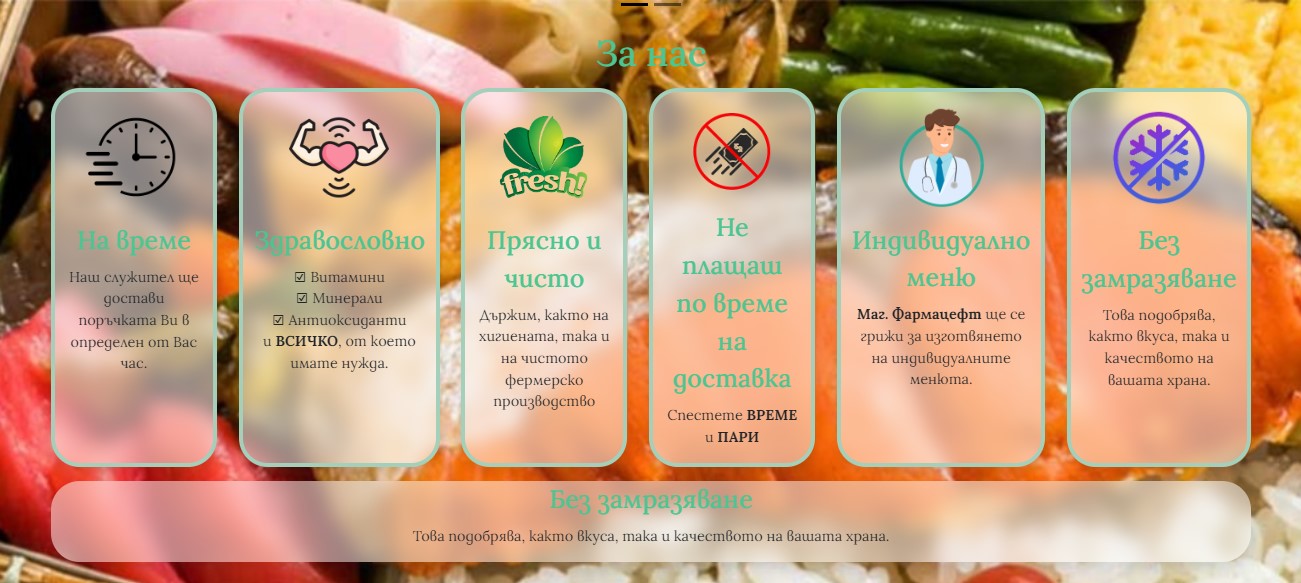 За нас
На време
Наш служител ще
достави
поръчката Ви в
определен от Вас
час.
Здравословно
☑ Витамини
☑ Минерали
☑ Антиоксиданти
и ВСИЧКО, от което
имате нужда.
fresh!
Прясно и
чисто
Държим, както на
хигиената, така и
на чистото
фермерско
производство
Не
плащаш
по време
на
доставка
Спестете ВРЕМЕ
и ПАРИ
Индивидуално
меню
Маг. Фармацефт ще се
грижи за изготвянето
на индивидуалните
менюта.
Без
замразяване
Това подобрява,
както вкуса, така и
качеството на
вашата храна.
Без замразяване
Това подобрява, както вкуса, така и качеството на вашата храна.